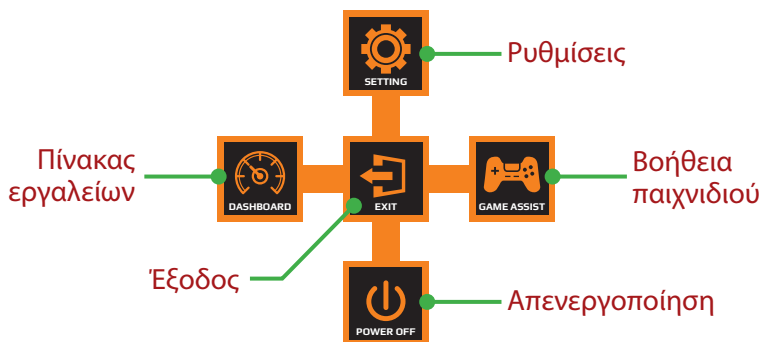 SETTING
Ρυθμίσεις
Πίνακας
εργαλείων
DASHBOARD
EXIT
GAME ASSIST
Βοήθεια
παιχνιδιού
Έξοδος
POWER OFF
Απενεργοποίηση